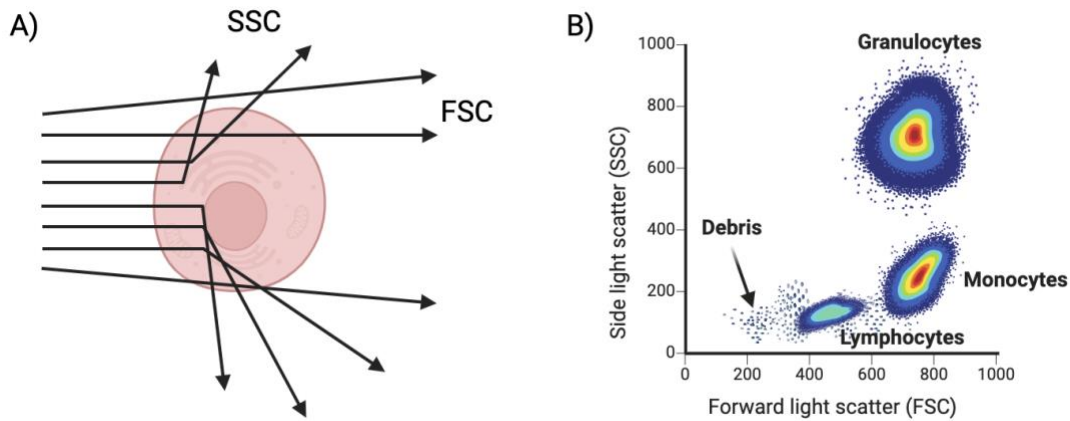 A)
SSC
FSC
B)
Granulocytes
1000
800
600
400
200
0
Side light scatter (SSC)
Debris
Monocytes
Lymphocytes
0 200 400 600 800 1000
Forward light scatter (FSC)